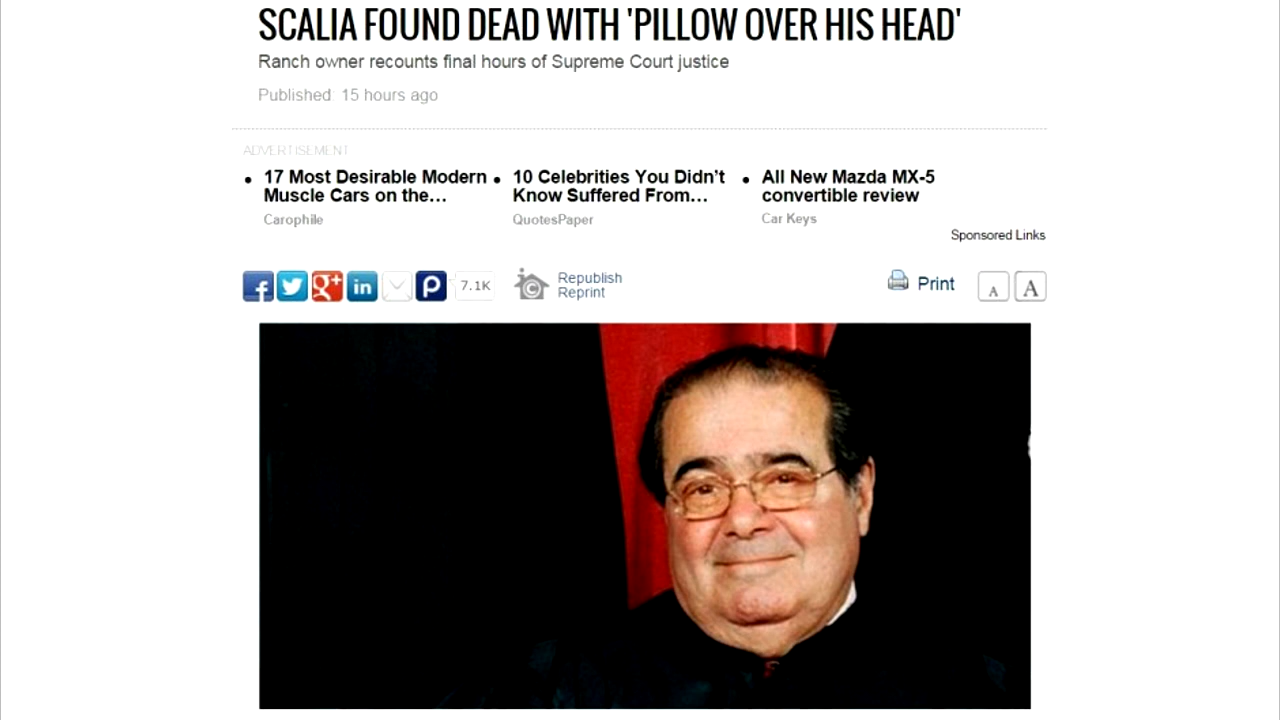 SCALIA FOUND DEAD WITH 'PILLOW OVER HIS HEAD'
Ranch owner recounts final hours of Supreme Court justice
Published 15 hours ago
ADVERTISEMENT
17 Most Desirable Modern
Muscle Cars on the…
Carophile
10 Celebrities You Didn't
Know Suffered From…
QuotesPaper
All New Mazda MX-5
convertible review
Car Keys
Sponsored Links
7.1K
Republish
Reprint
Print
A
A